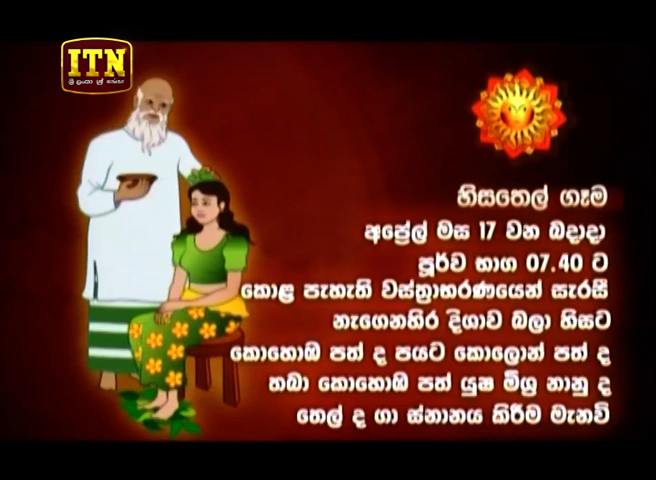 ITN
ශ්‍රී ලංකා
හිසතෙල් ගෑම
අප්‍රේල් මස 17 වන බදාදා
පූර්ව භාග 07.40 ට
කොළ පැහැති වස්ත්‍රාභරණයෙන් සැරසී
නැගෙනහිර දිශාව බලා හිසට
කොහොඹ පත් ද පයට කොලොන් පත් ද
තබා කොහොඹ පත් යුෂ මිශ්‍ර නානු ද
තෙල් ද ගා ස්නානය කිරීම මැනවි